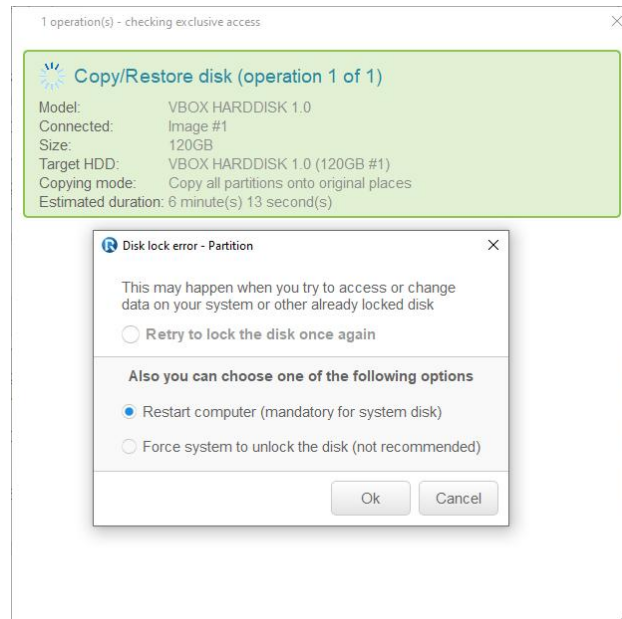 1 operation(s) - checking exclusive access
Copy/Restore disk (operation 1 of 1)
Model: VBOX HARDDISK 1.0
Connected: Image #1
Size: 120GB
Target HDD: VBOX HARDDISK 1.0 (120GB #1)
Copying mode: Copy all partitions onto original places
Estimated duration: 6 minute(s) 13 second(s)
R Disk lock error - Partition
This may happen when you try to access or change
data on your system or other already locked disk
Retry to lock the disk once again
Also you can choose one of the following options
Restart computer (mandatory for system disk)
Force system to unlock the disk (not recommended)
Ok Cancel